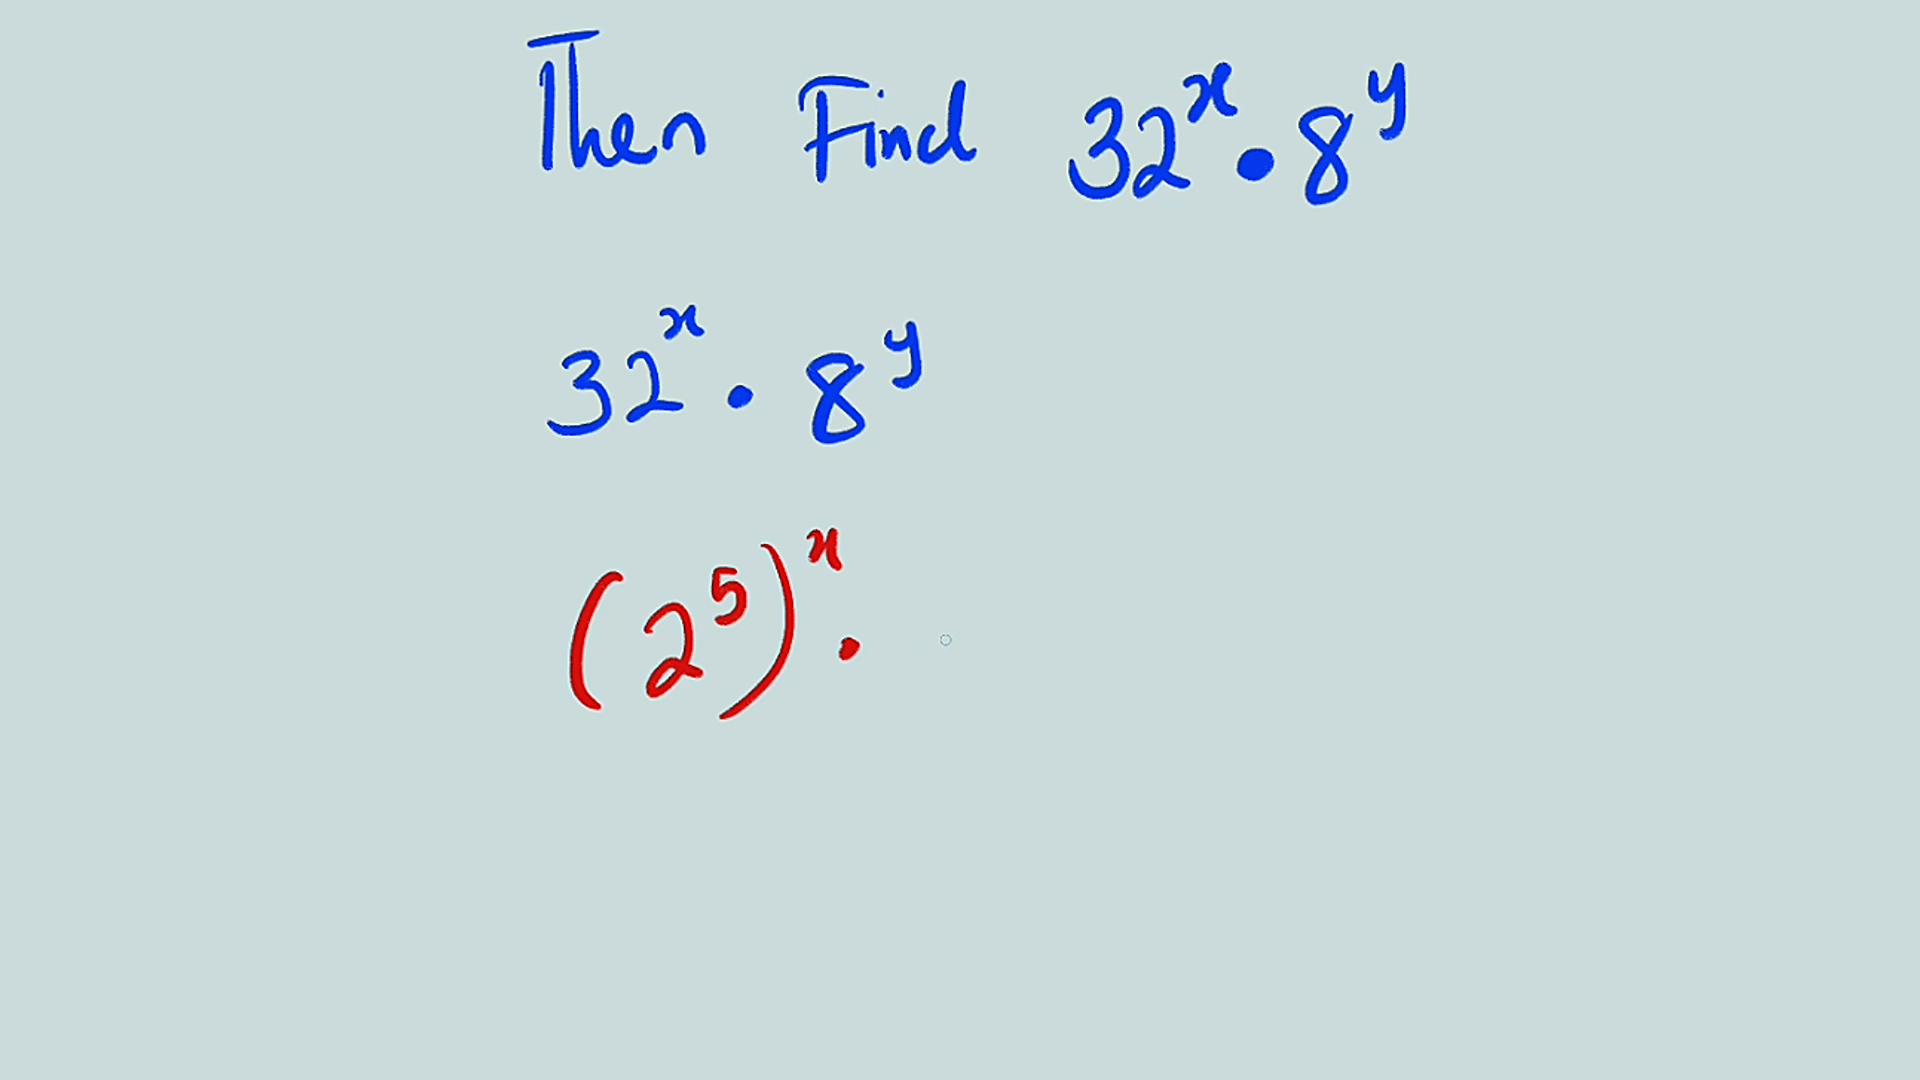 Then Find 32^x • 8^y
32^x • 8^y
(2^5)^x •